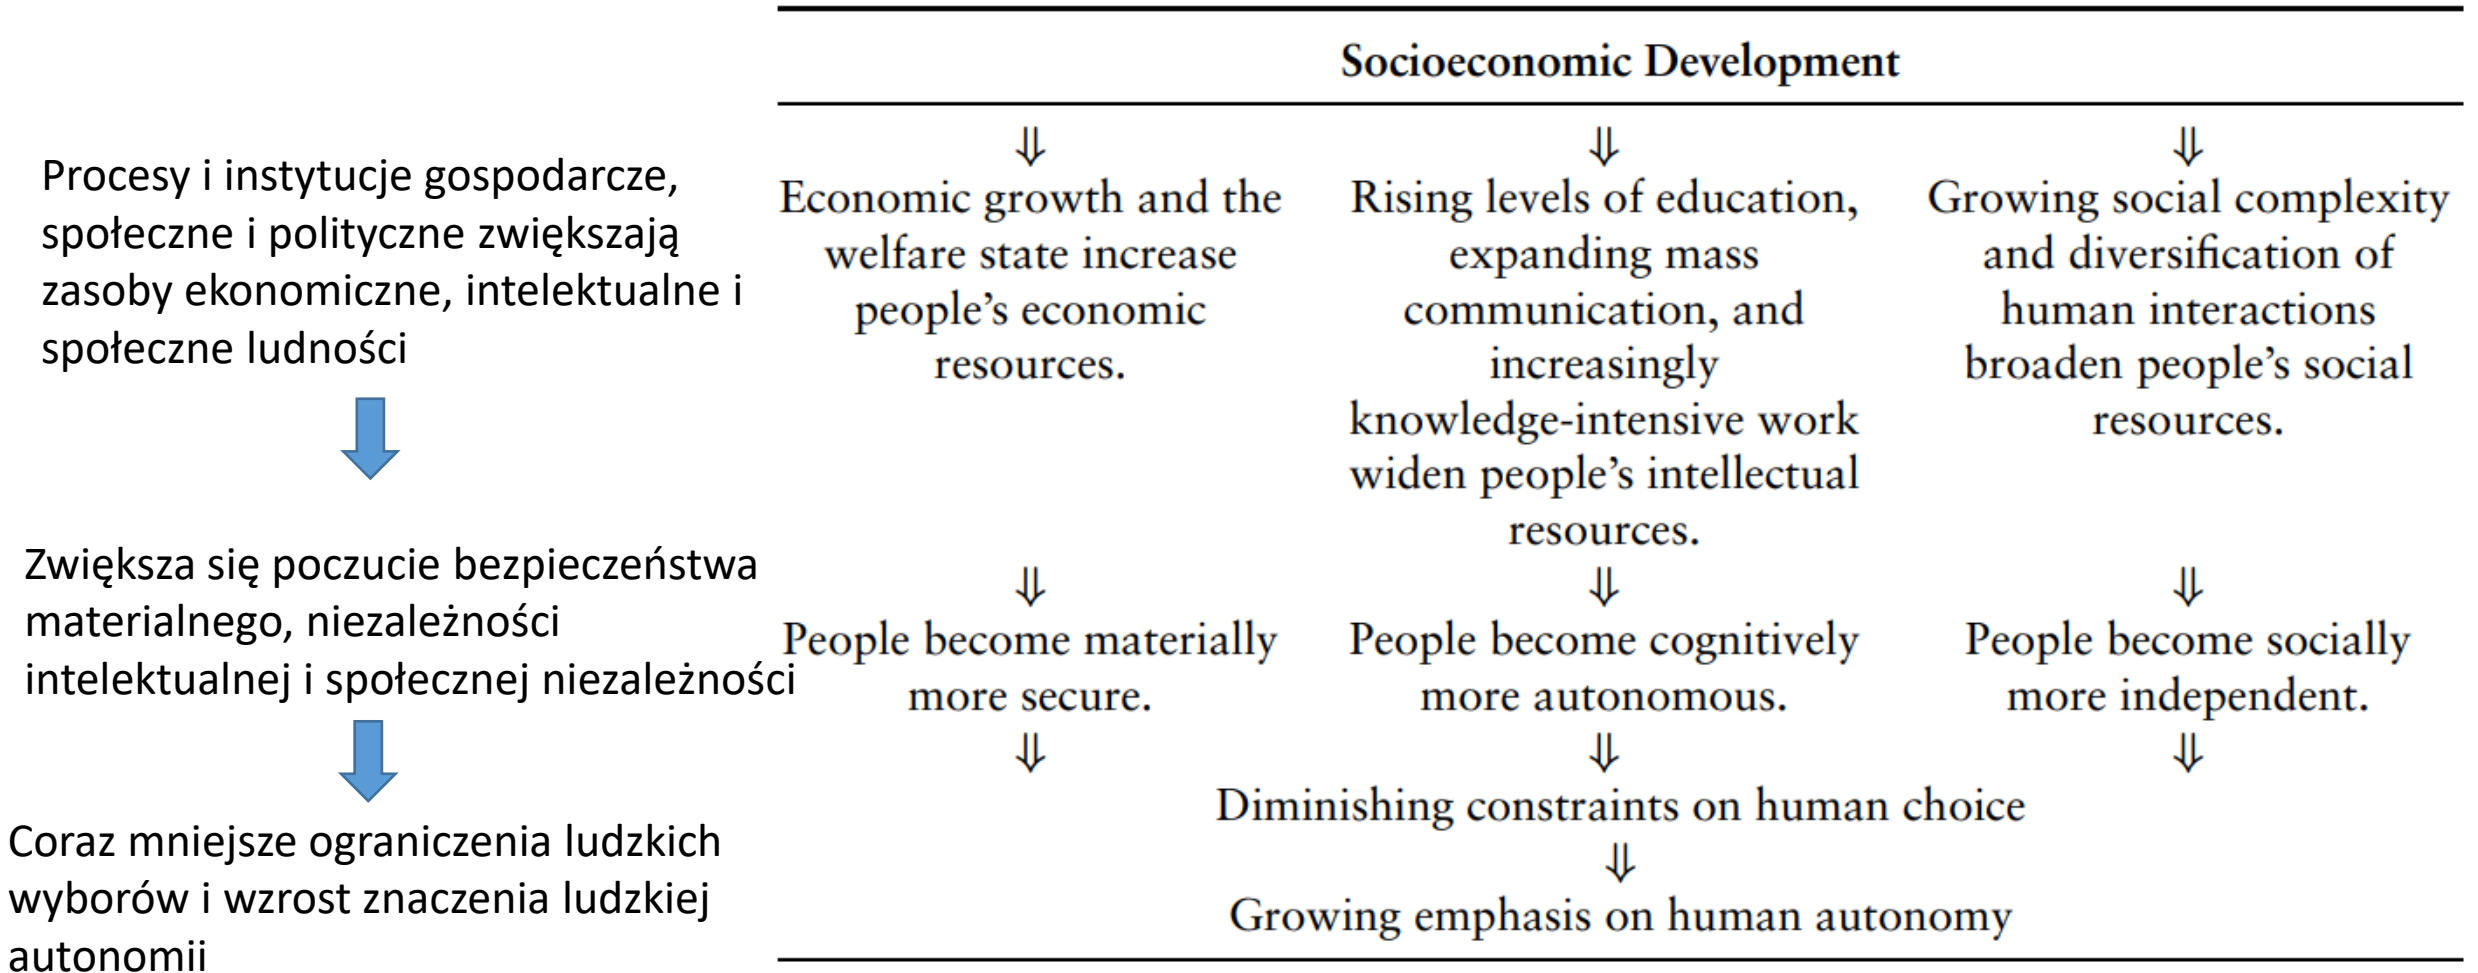 Procesy i instytucje gospodarcze,
społeczne i polityczne zwiększają
zasoby ekonomiczne, intelektualne i
społeczne ludności
Zwiększa się poczucie bezpieczeństwa
materialnego, niezależności
intelektualnej i społecznej niezależności
Coraz mniejsze ograniczenia ludzkich
wyborów i wzrost znaczenia ludzkiej
autonomii
Socioeconomic Development
⇓
Economic growth and the
welfare state increase
people’s economic
resources.
⇓
Rising levels of education,
expanding mass
communication, and
increasingly
knowledge-intensive work
widen people’s intellectual
resources.
⇓
Growing social complexity
and diversification of
human interactions
broaden people’s social
resources.
⇓
People become materially
more secure.
⇓
People become cognitively
more autonomous.
⇓
People become socially
more independent.
⇓ ⇓ ⇓
Diminishing constraints on human choice
⇓
Growing emphasis on human autonomy